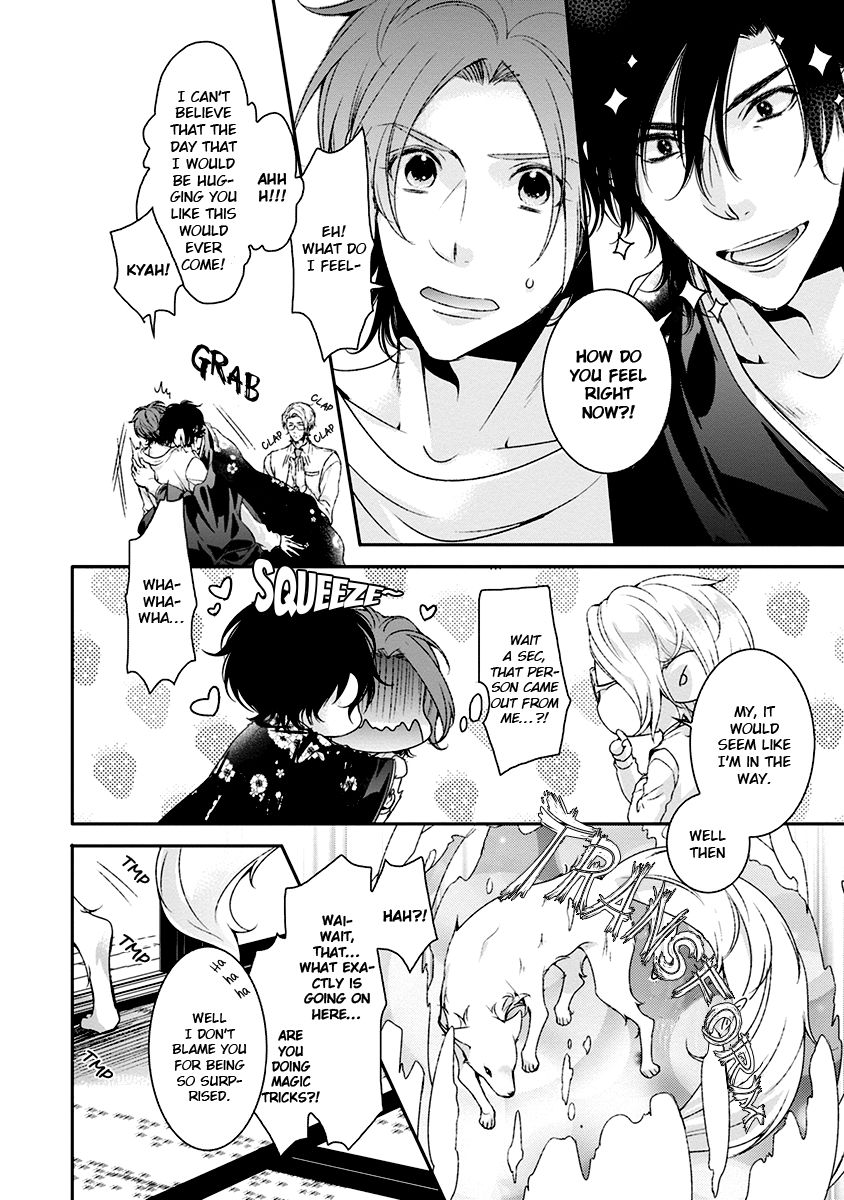 HOW DO
YOU FEEL
RIGHT
NOW?!
EH!
WHAT DO
I FEEL-
AHH
H!!!
I CAN'T
BELIEVE
THAT THE
DAY THAT
I WOULD
BE HUG-
GING YOU
LIKE THIS
WOULD
EVER
COME!
KYAH!
GRAB
CLAP
CLAP
CLAP
WHA-
WHA-
WHA...
SQUEEZE~
WAIT
A SEC,
THAT PER-
SON CAME
OUT FROM
ME...?!
MY, IT
WOULD
SEEM LIKE
I'M IN THE
WAY.
WELL
THEN
TRANSFORM
HAH?!
WAI-
WAIT,
THAT...
WHAT EXA-
CTLY IS
GOING ON
HERE...
ARE
YOU
DOING
MAGIC
TRICKS?!
Ha
ha
ha
WELL
I DON'T
BLAME YOU
FOR BEING
SO SURP-
RISED.
TMP
TMP
TMP